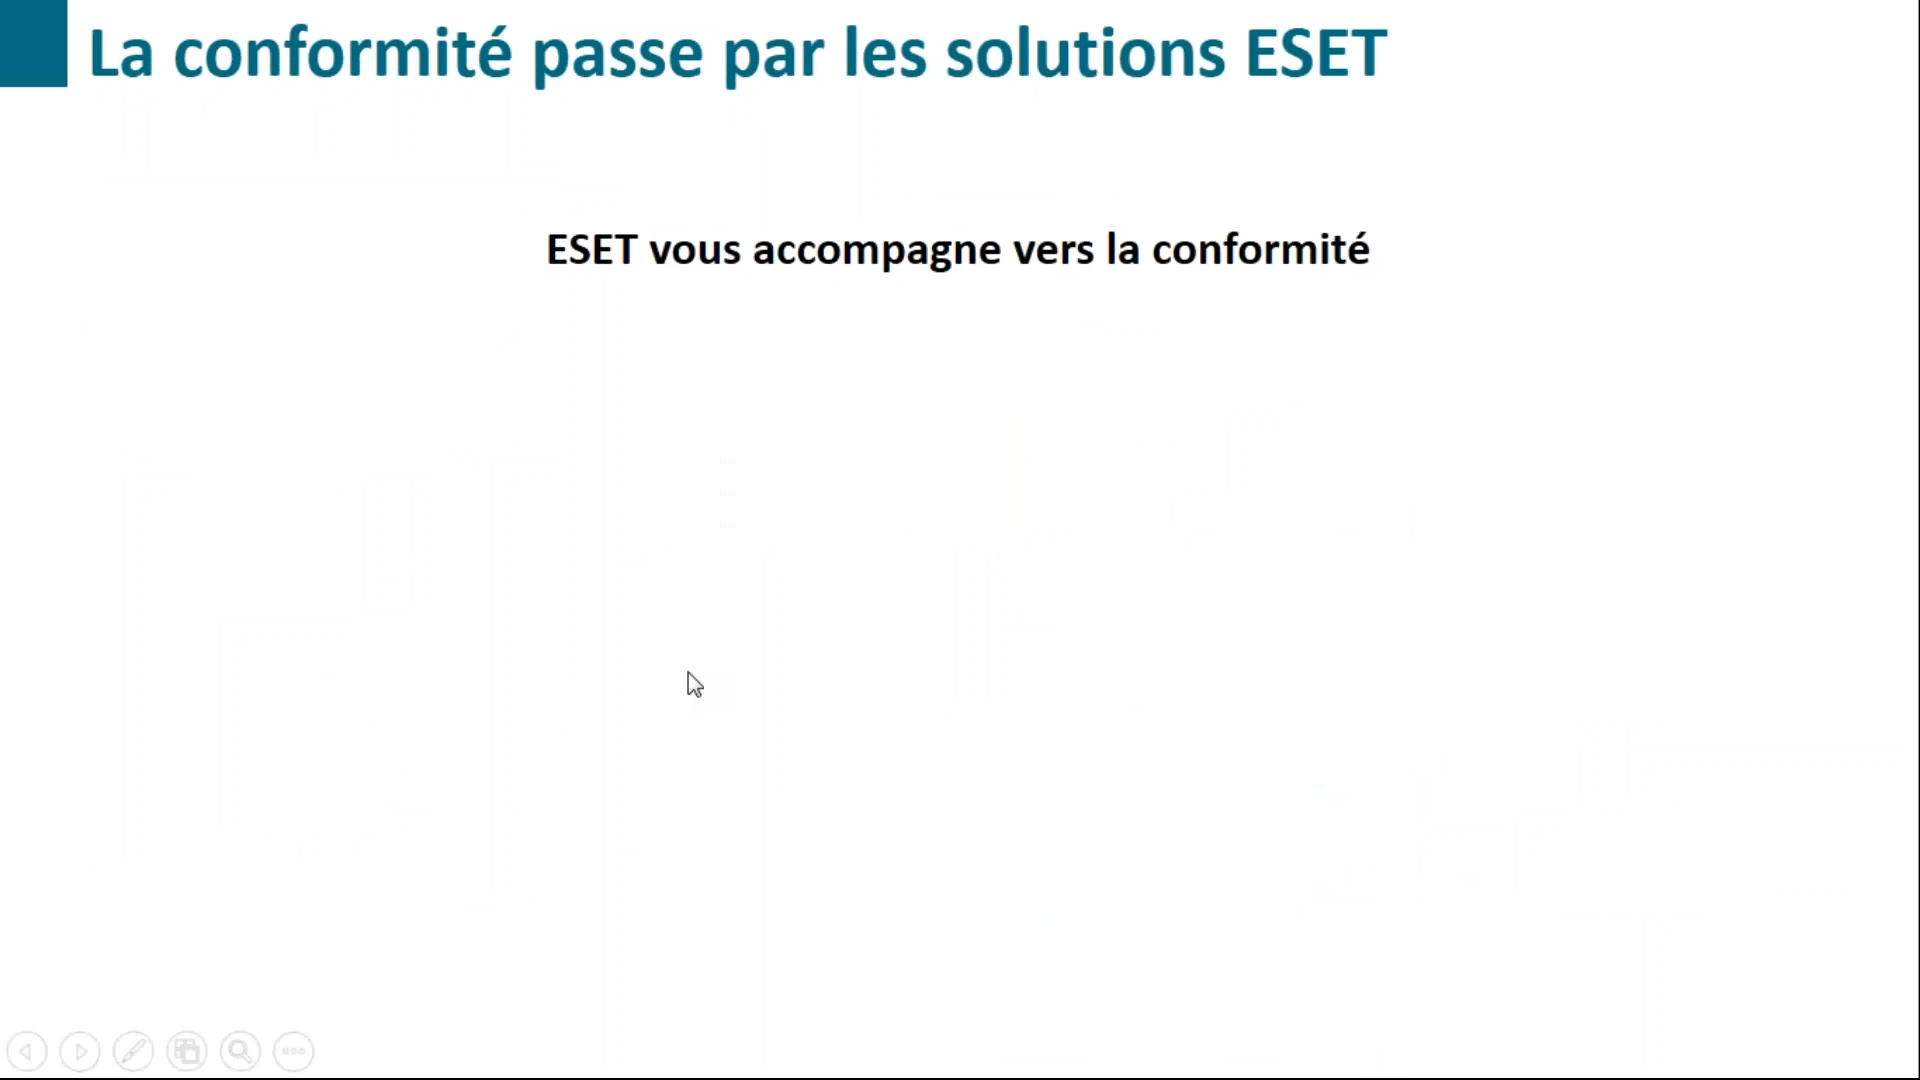 La conformité passe par les solutions ESET
ESET vous accompagne vers la conformité